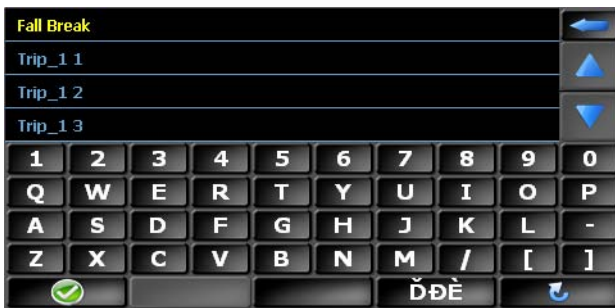 Fall Break
Trip_1 1
Trip_1 2
Trip_1 3
1 2 3 4 5 6 7 8 9 0
Q W E R T Y U I O P
A S D F G H J K L -
Z X C V B N M / [ ]
ĎĐÈ